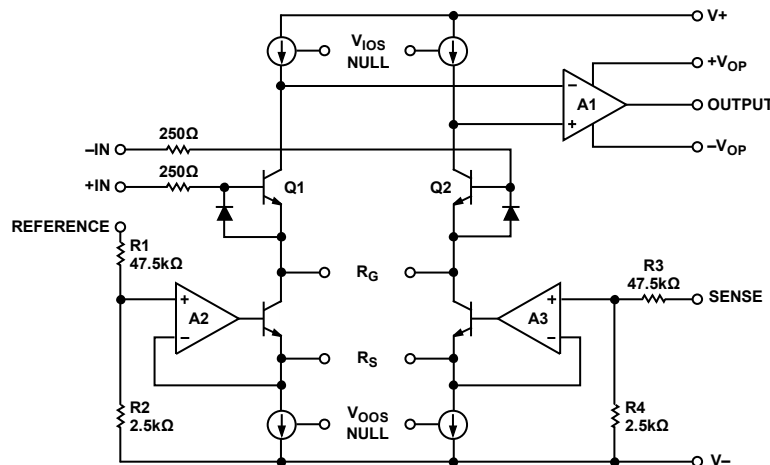 V+
V_IOS
NULL
+V_OP
A1
−
+
OUTPUT
−V_OP
250Ω
–IN
250Ω
+IN
Q1
Q2
REFERENCE
R1
47.5kΩ
R_G
R3
47.5kΩ
SENSE
+
A2
−
+
A3
−
R_S
R2
2.5kΩ
V_OOS
NULL
R4
2.5kΩ
V–